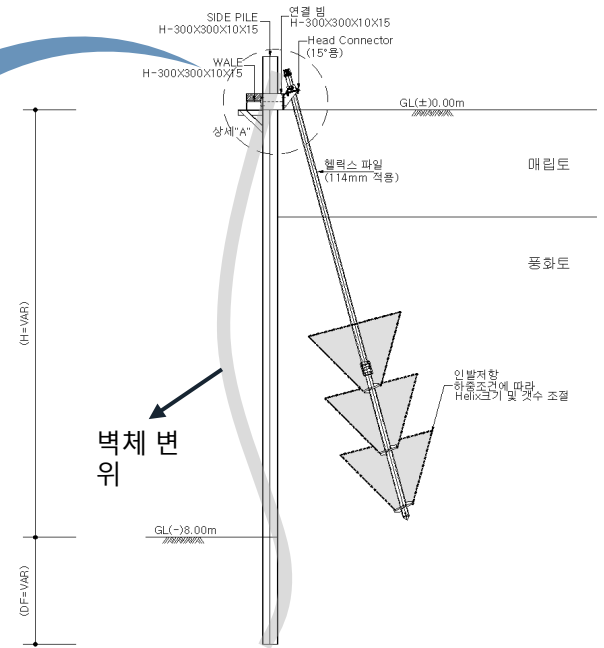 SIDE PILE
H-300X300X10X15
연결 빔
H-300X300X10X15
Head Connector
(15°용)
WALE
H-300X300X10X15
GL(±)0.00m
상세"A"
헬릭스 파일
(114mm 적용)
매립토
풍화토
(H=VAR)
인발저항
하중조건에 따라
Helix크기 및 갯수 조절
벽체 변
위
GL(-)8.00m
(DF=VAR)